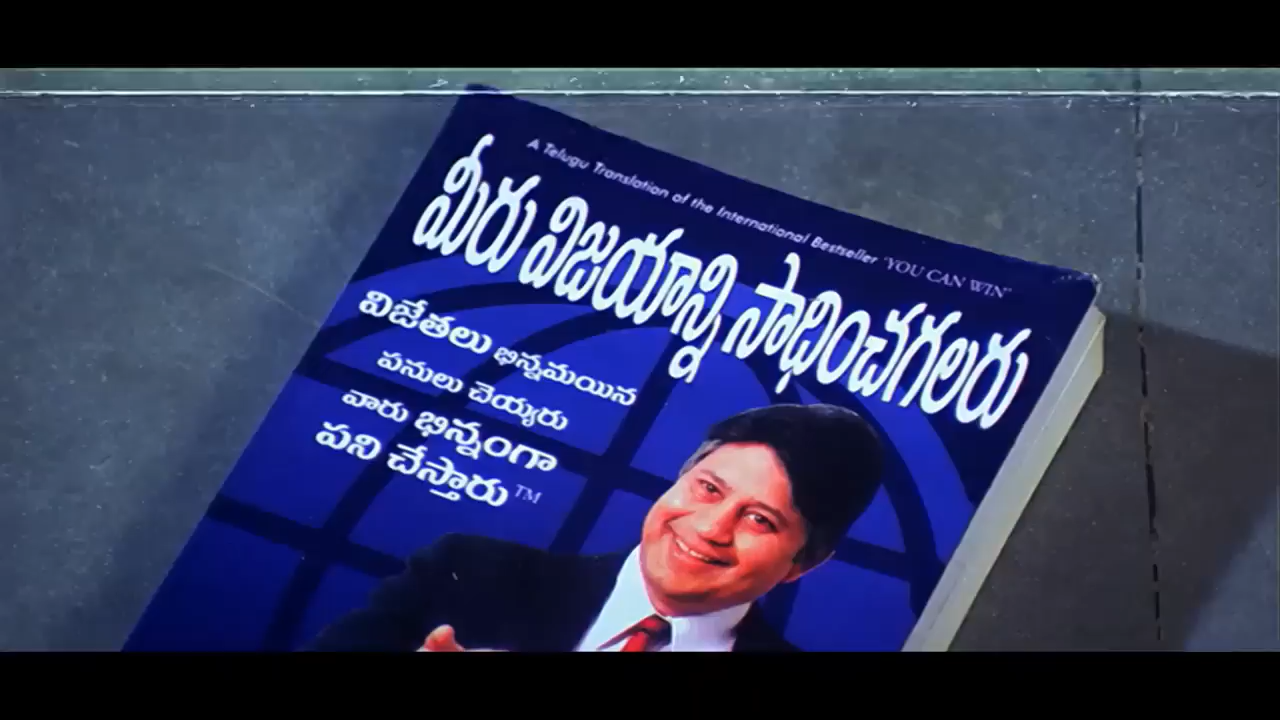 A Telugu Translation of the International Bestseller 'YOU CAN WIN'
మీరు విజయాన్ని సాధించగలరు
విజేతలు భిన్నమయిన
పనులు చెయ్యరు
వారు భిన్నంగా
పని చేస్తారు TM